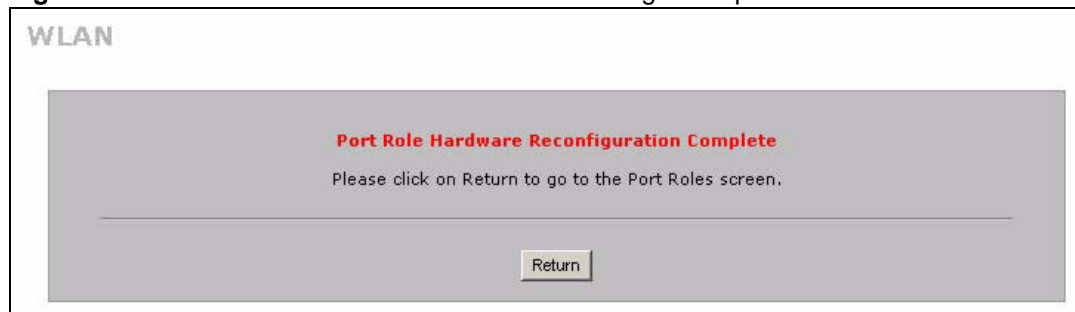 WLAN
Port Role Hardware Reconfiguration Complete
Please click on Return to go to the Port Roles screen.
Return